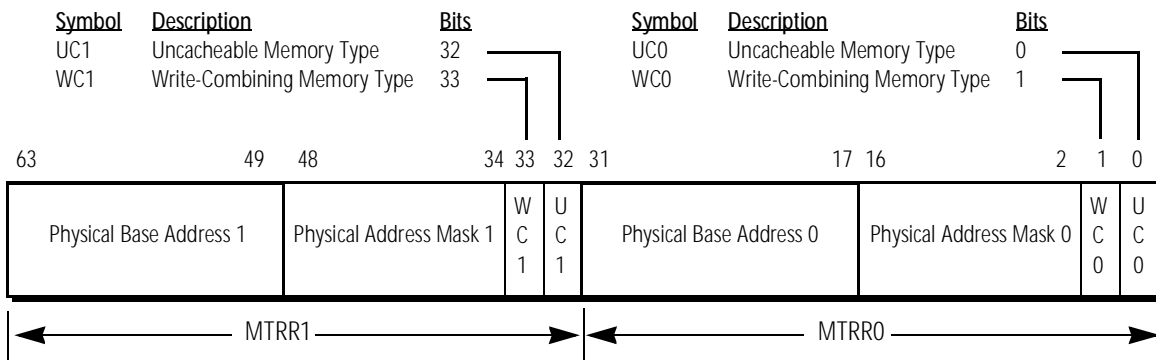 Symbol Description Bits Symbol Description Bits
UC1 Uncacheable Memory Type 32 UC0 Uncacheable Memory Type 0
WC1 Write-Combining Memory Type 33 WC0 Write-Combining Memory Type 1
63 49 48 34 33 32 31 17 16 2 1 0
Physical Base Address 1 Physical Address Mask 1 W C 1 U C 1 Physical Base Address 0 Physical Address Mask 0 W C 0 U C 0
MTRR1 MTRR0